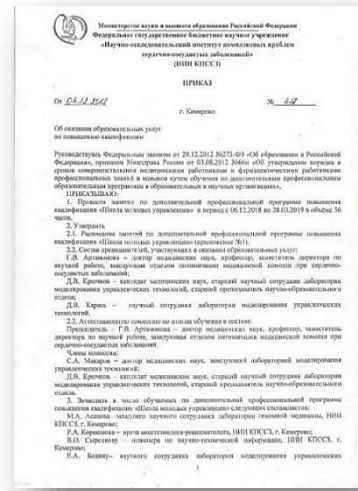 Министерство науки и высшего образования Российской Федерации
Федеральное государственное бюджетное научное учреждение
«Научно-исследовательский институт комплексных проблем
сердечно-сосудистых заболеваний»
(НИИ КПССЗ)
ПРИКАЗ
От 04.12.2018 №
г. Кемерово
Об оказании образовательных услуг
по повышению квалификации
Руководствуясь Федеральным законом от 29.12.2012 №273-ФЗ «Об образовании в Российской
Федерации», приказом Минздрава России от 03.08.2012 №66н «Об утверждении порядка и
сроков совершенствования медицинскими работниками и фармацевтическими работниками
профессиональных знаний и навыков путем обучения по дополнительным профессиональным
образовательным программам в образовательных и научных организациях»,
ПРИКАЗЫВАЮ:
1. Провести занятия по дополнительной профессиональной программе повышения
квалификации «Школа молодых управленцев» в период с 06.12.2018 по 28.03.2019 в объёме 36
часов.
2. Утвердить
2.1. Расписание занятий по дополнительной профессиональной программе повышения
квалификации «Школа молодых управленцев» (приложение №1).
2.2. Состав преподавателей, участвующих в оказании образовательных услуг:
Г.В. Артамонова – доктор медицинских наук, профессор, заместитель директора по
научной работе, заведующая отделом оптимизации медицинской помощи при сердечно-
сосудистых заболеваниях;
Д.В. Крючков – кандидат медицинских наук, старший научный сотрудник лаборатории
моделирования управленческих технологий, старший преподаватель научно-образовательного
отдела;
Д.В. Карась – научный сотрудник лаборатории моделирования управленческих
технологий.
2.3. Аттестационную комиссию по итогам обучения в составе:
Председатель – Г.В. Артамонова – доктор медицинских наук, профессор, заместитель
директора по научной работе, заведующая отделом оптимизации медицинской помощи при
сердечно-сосудистых заболеваниях.
Члены комиссии:
С.А. Макаров – доктор медицинских наук, заведующий лабораторией моделирования
управленческих технологий;
Д.В. Крючков – кандидат медицинских наук, старший научный сотрудник лаборатории
моделирования управленческих технологий, старший преподаватель научно-образовательного
отдела.
3. Зачислить в число обучаемых по дополнительной профессиональной программе
повышения квалификации «Школа молодых управленцев» следующих специалистов:
М.А. – младшего научного сотрудника лаборатории геномной медицины, НИИ
КПССЗ, г. Кемерово;
Р.А. Корнелюка – врача анестезиолога-реаниматолога, НИИ КПССЗ, г. Кемерово;
В.О. – инженера по научно-технической информации, НИИ КПССЗ, г.
Кемерово;
Е.А. – научного сотрудника лаборатории моделирования управленческих
1